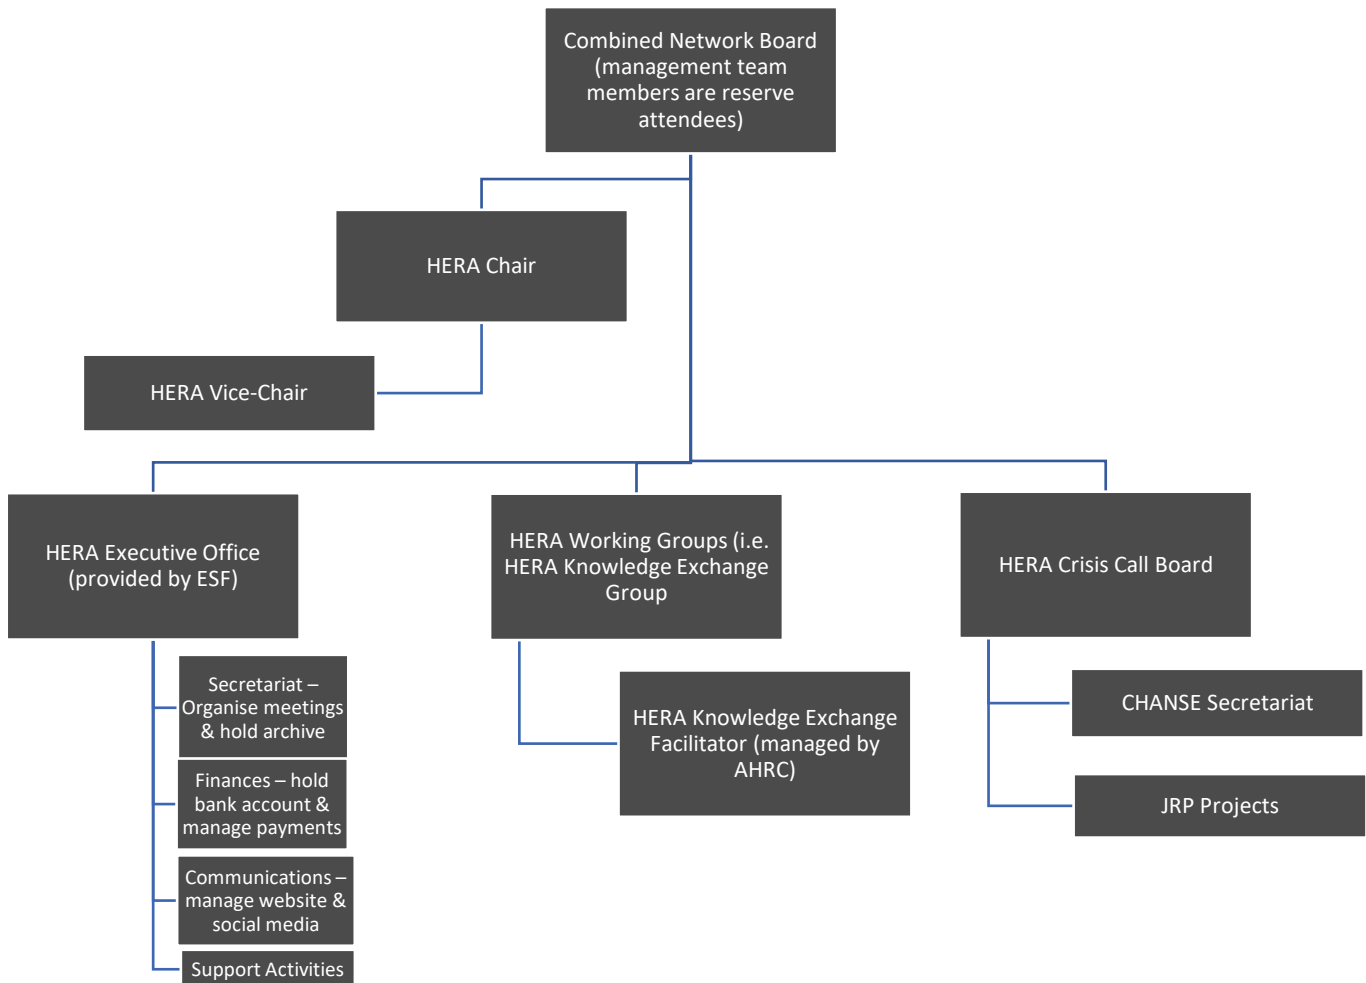 Combined Network Board
(management team
members are reserve
attendees)
HERA Chair
HERA Vice-Chair
HERA Executive Office
(provided by ESF)
HERA Working Groups (i.e.
HERA Knowledge Exchange
Group
HERA Crisis Call Board
Secretariat –
Organise meetings
& hold archive
Finances – hold
bank account &
manage payments
Communications –
manage website &
social media
Support Activities
HERA Knowledge Exchange
Facilitator (managed by
AHRC)
CHANSE Secretariat
JRP Projects